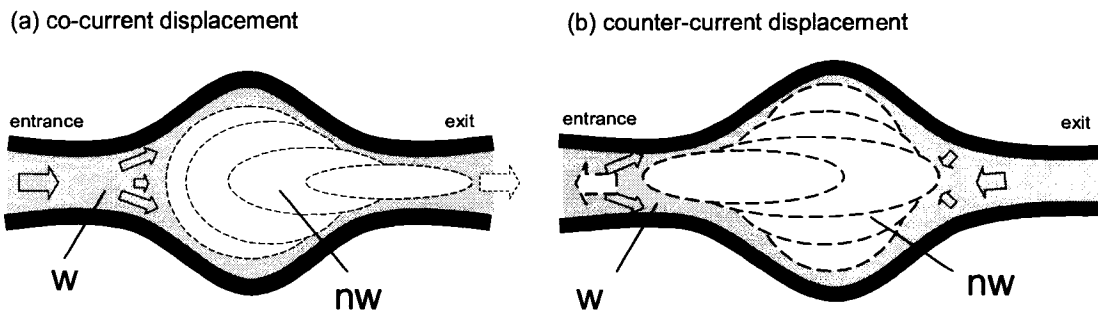 (a) co-current displacement
entrance
exit
w
nw
(b) counter-current displacement
entrance
exit
w
nw